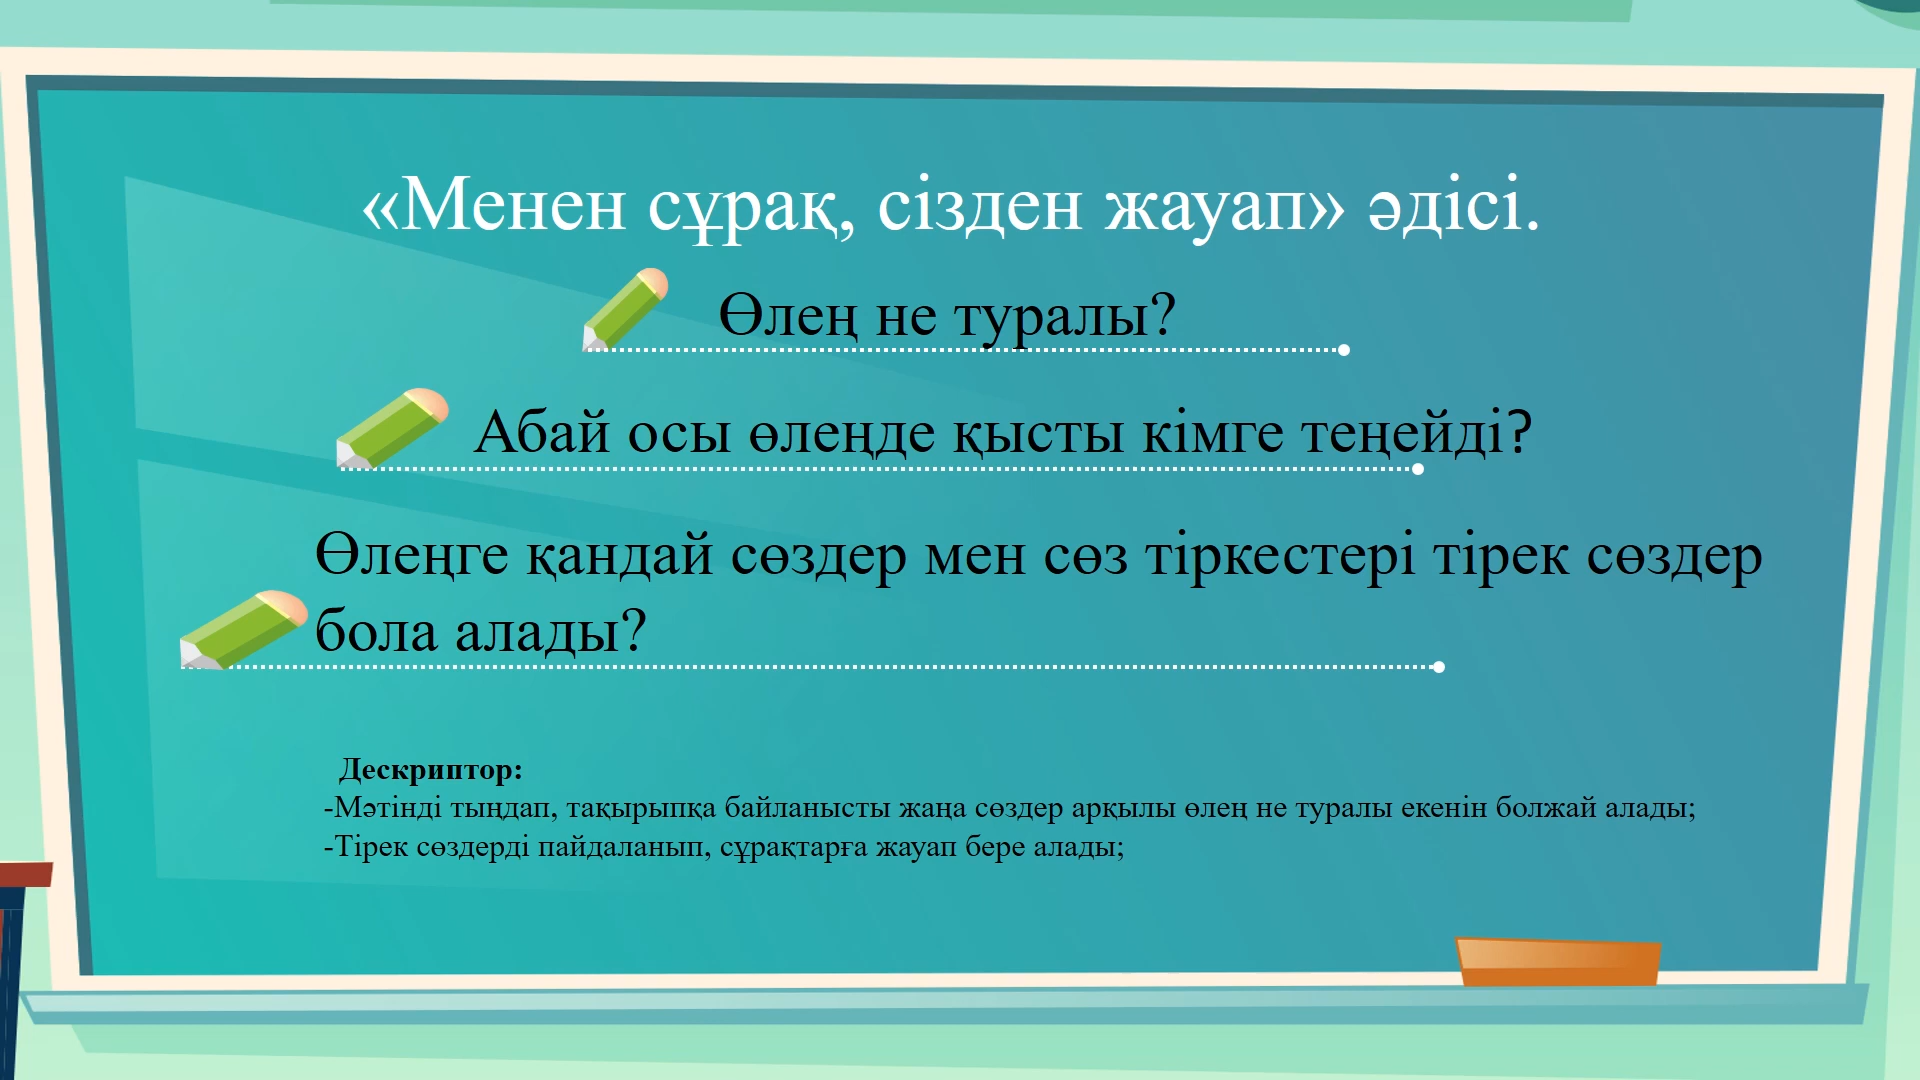 «Менен сұрақ, сізден жауап» әдісі.
Өлең не туралы?
Абай осы өлеңде қысты кімге теңейді?
Өлеңге қандай сөздер мен сөз тіркестері тірек сөздер
бола алады?
Дескриптор:
-Мәтінді тыңдап, тақырыпқа байланысты жаңа сөздер арқылы өлең не туралы екенін болжай алады;
-Тірек сөздерді пайдаланып, сұрақтарға жауап бере алады;